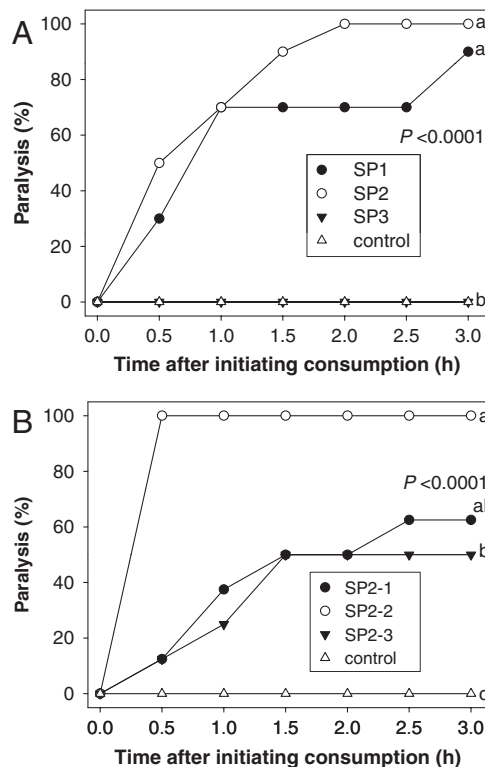 A
Paralysis (%)
100
80
60
40
20
0
a
a
P <0.0001
SP1
SP2
SP3
control
b
0.0 0.5 1.0 1.5 2.0 2.5 3.0
Time after initiating consumption (h)
B
Paralysis (%)
100
80
60
40
20
0
a
P <0.0001
b
SP2-1
SP2-2
SP2-3
control
c
0.0 0.5 1.0 1.5 2.0 2.5 3.0
Time after initiating consumption (h)